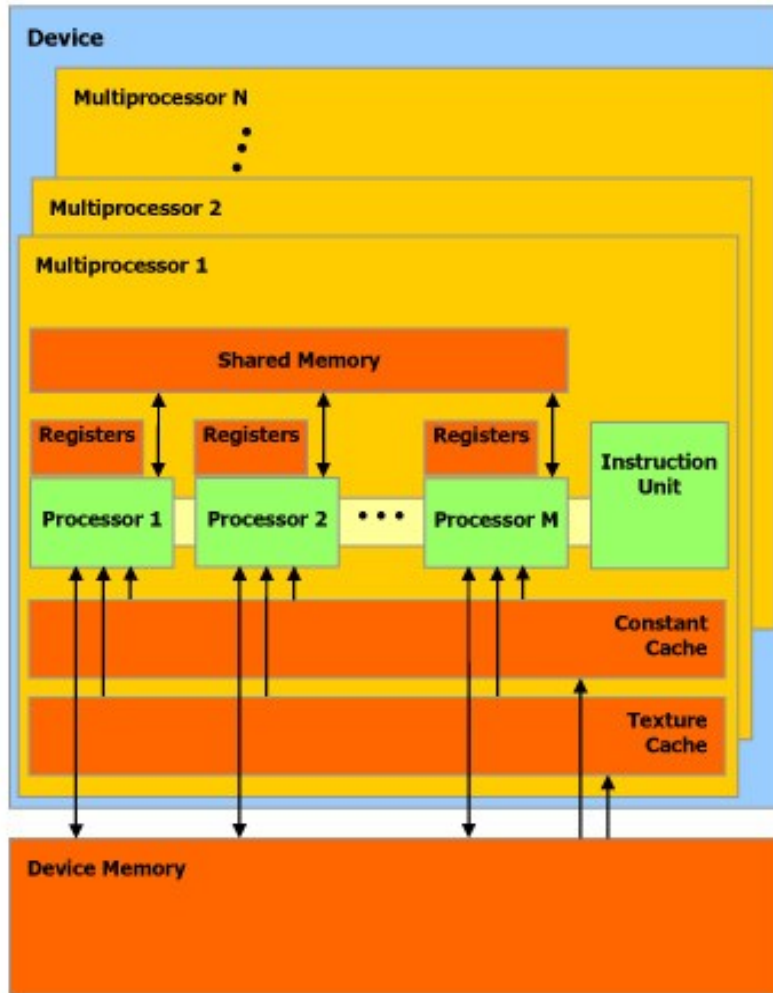 Device
Multiprocessor N
Multiprocessor 2
Multiprocessor 1
Shared Memory
Registers
Registers
Registers
Instruction
Unit
Processor 1
Processor 2
Processor M
Constant
Cache
Texture
Cache
Device Memory